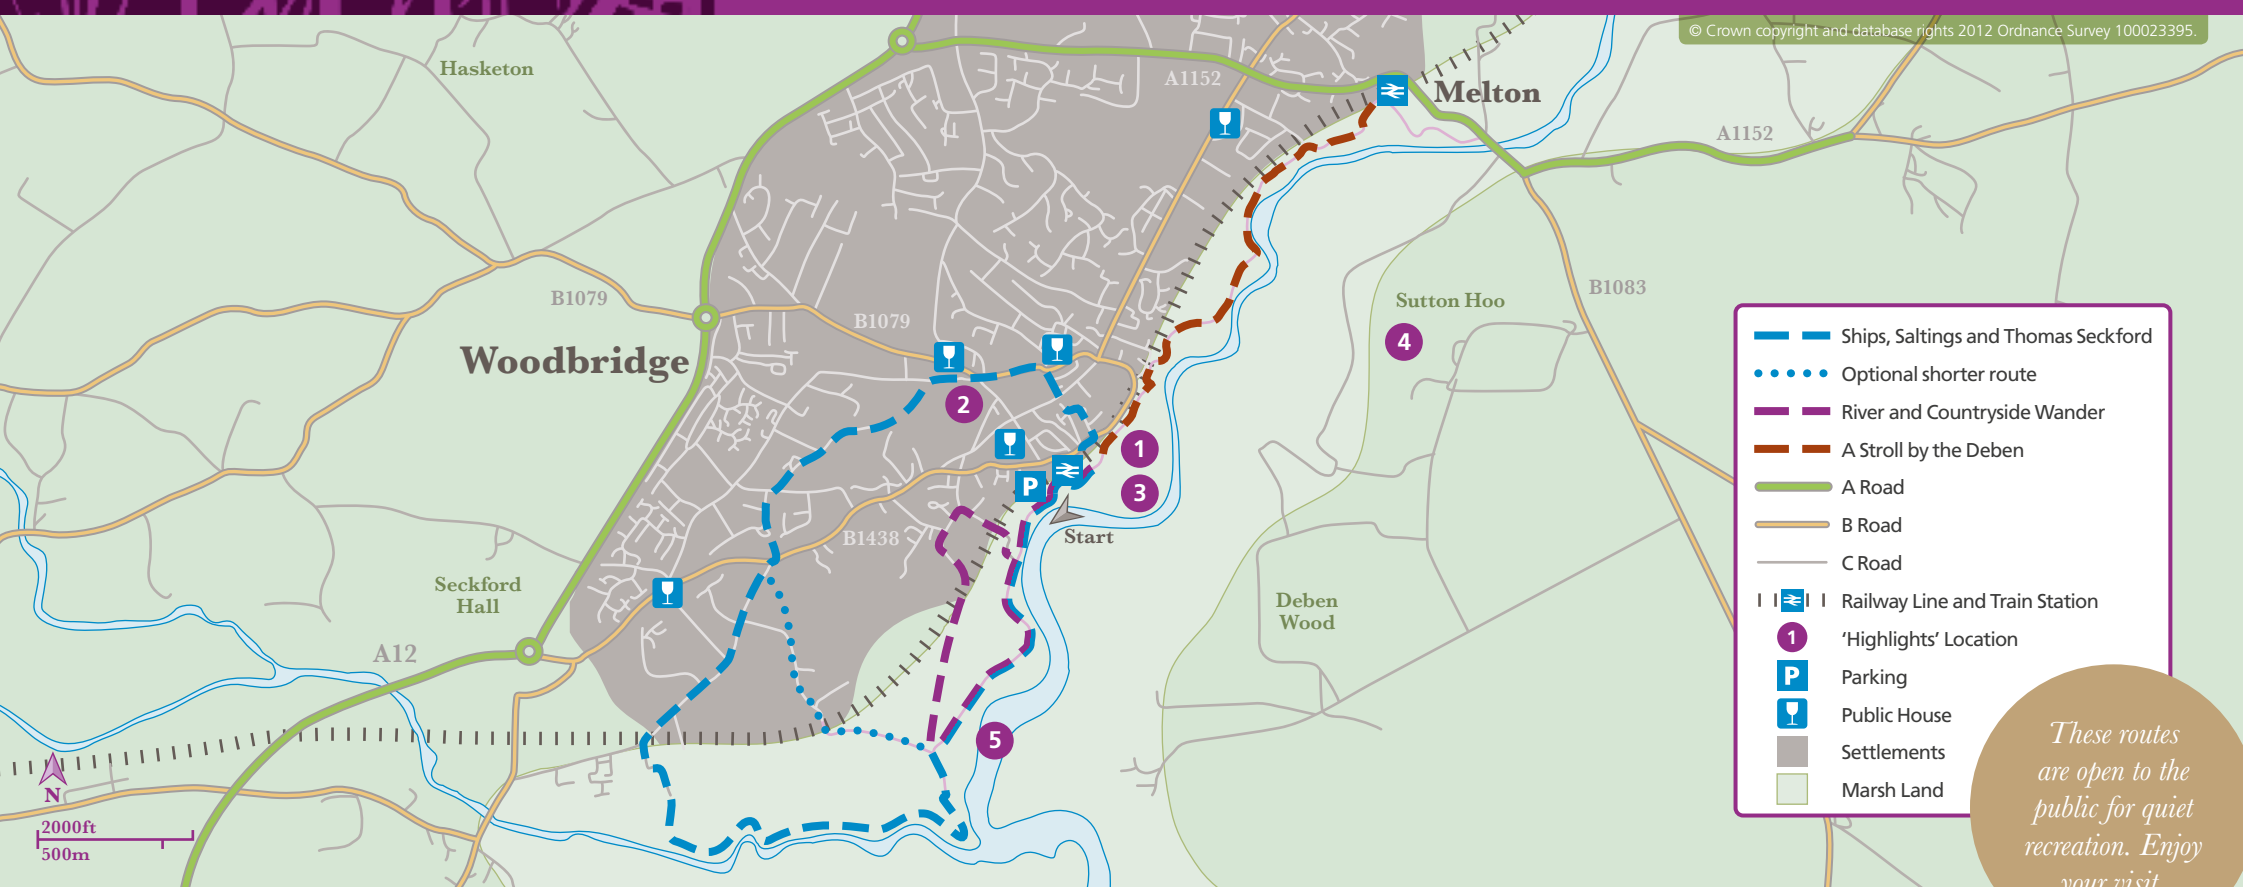 © Crown copyright and database rights 2012 Ordnance Survey 100023395.
Hasketon
A1152
Melton
A1152
B1079
B1079
Sutton Hoo
B1083
4
Woodbridge
2
1
3
P
Start
B1438
Seckford
Hall
Deben
Wood
A12
5
N
2000ft
500m
Ships, Saltings and Thomas Seckford
Optional shorter route
River and Countryside Wander
A Stroll by the Deben
A Road
B Road
C Road
Railway Line and Train Station
1 ‘Highlights’ Location
P Parking
Public House
Settlements
Marsh Land
These routes
are open to the
public for quiet
recreation. Enjoy
your visit